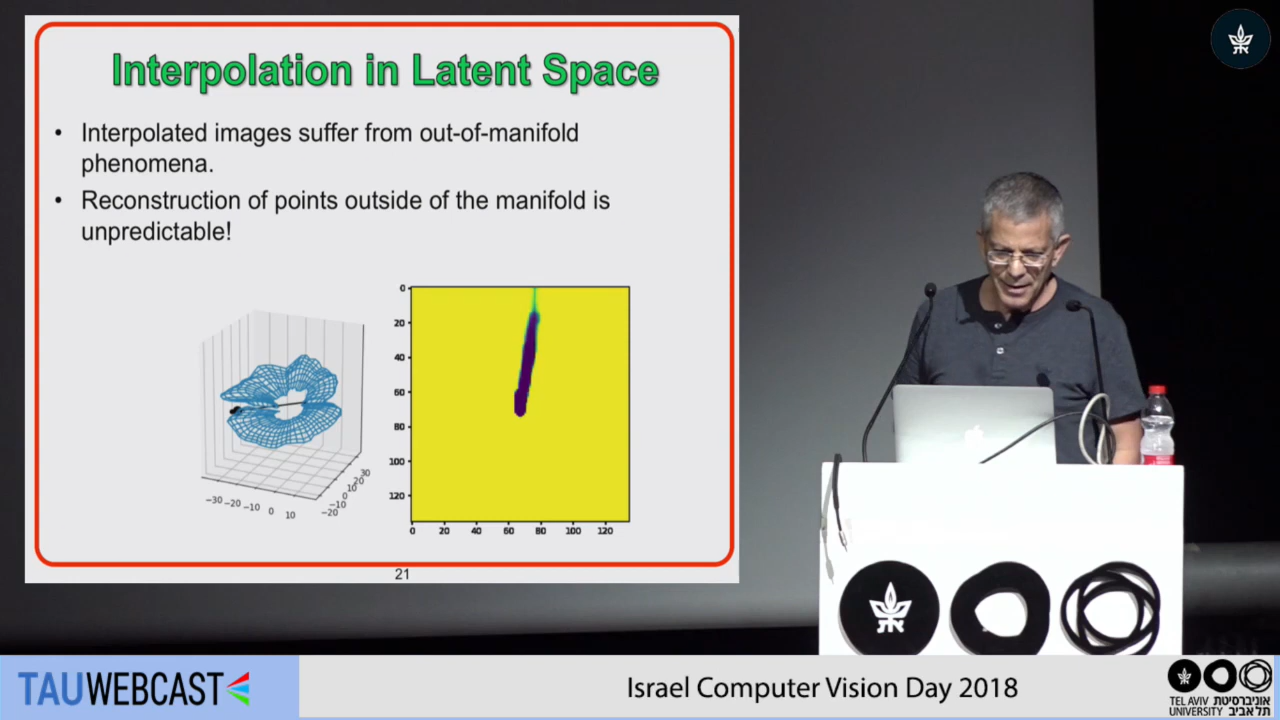 Interpolation in Latent Space
• Interpolated images suffer from out-of-manifold
phenomena.
• Reconstruction of points outside of the manifold is
unpredictable!
30
20
10
0
−10
−20
−30 −20 −10 0 10
0
20
40
60
80
100
120
0 20 40 60 80 100 120
21
TAUWEBCAST
Israel Computer Vision Day 2018
TEL AVIV אוניברסיטת
UNIVERSITY תל אביב